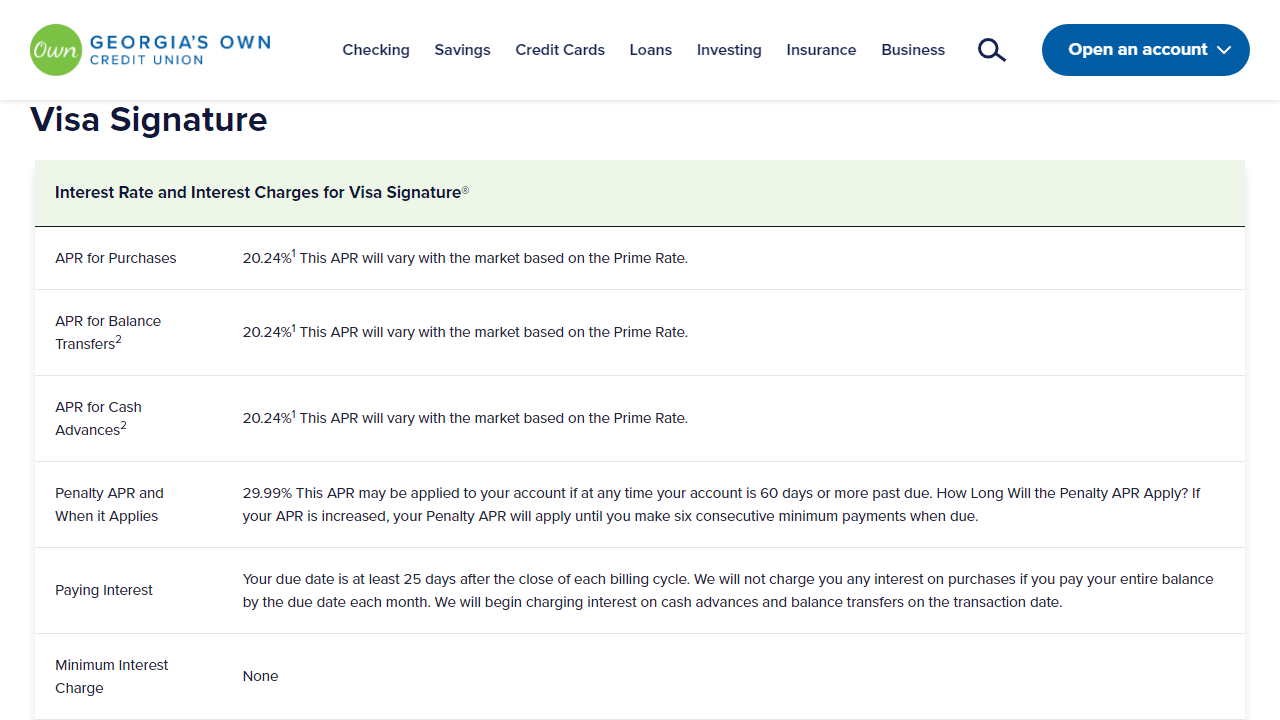 Own GEORGIA'S OWN
CREDIT UNION
Checking Savings Credit Cards Loans Investing Insurance Business
Open an account
Visa Signature
Interest Rate and Interest Charges for Visa Signature®
APR for Purchases
20.24%1 This APR will vary with the market based on the Prime Rate.
APR for Balance
Transfers2
20.24%1 This APR will vary with the market based on the Prime Rate.
APR for Cash
Advances2
20.24%1 This APR will vary with the market based on the Prime Rate.
Penalty APR and
When it Applies
29.99% This APR may be applied to your account if at any time your account is 60 days or more past due. How Long Will the Penalty APR Apply? If
your APR is increased, your Penalty APR will apply until you make six consecutive minimum payments when due.
Paying Interest
Your due date is at least 25 days after the close of each billing cycle. We will not charge you any interest on purchases if you pay your entire balance
by the due date each month. We will begin charging interest on cash advances and balance transfers on the transaction date.
Minimum Interest
Charge
None